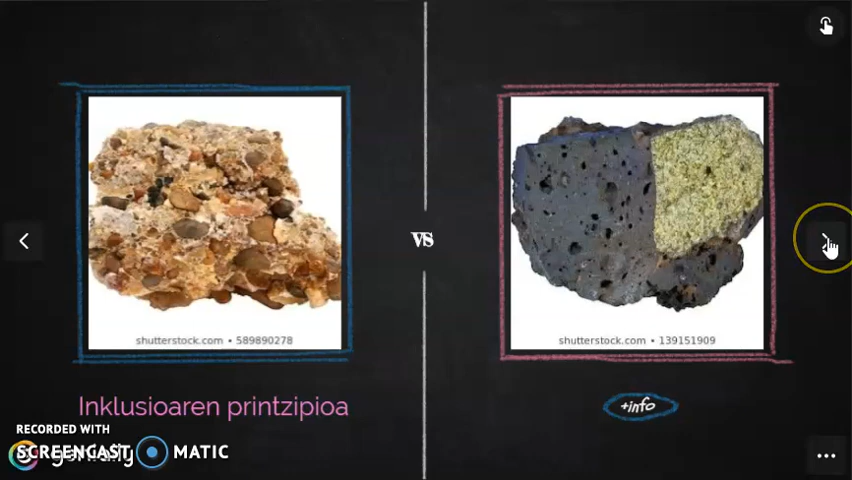 VS
shutterstock.com • 589890278
shutterstock.com • 139151909
Inklusioaren printzipioa
+info
RECORDED WITH
SCREENCAST MATIC